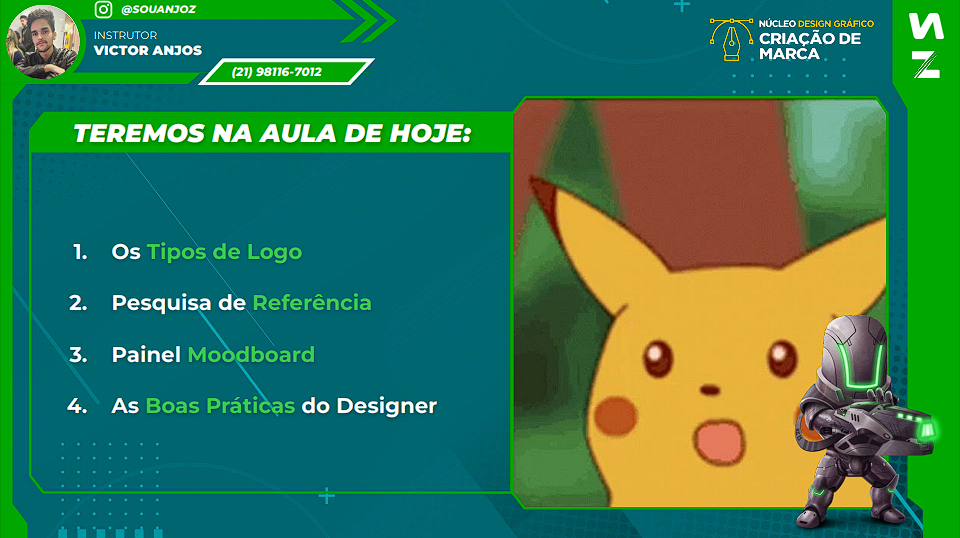 @SOUANJOZ
INSTRUTOR
VICTOR ANJOS
(21) 98116-7012
NÚCLEO DESIGN GRÁFICO
CRIAÇÃO DE
MARCA
TEREMOS NA AULA DE HOJE:
1. Os Tipos de Logo
2. Pesquisa de Referência
3. Painel Moodboard
4. As Boas Práticas do Designer